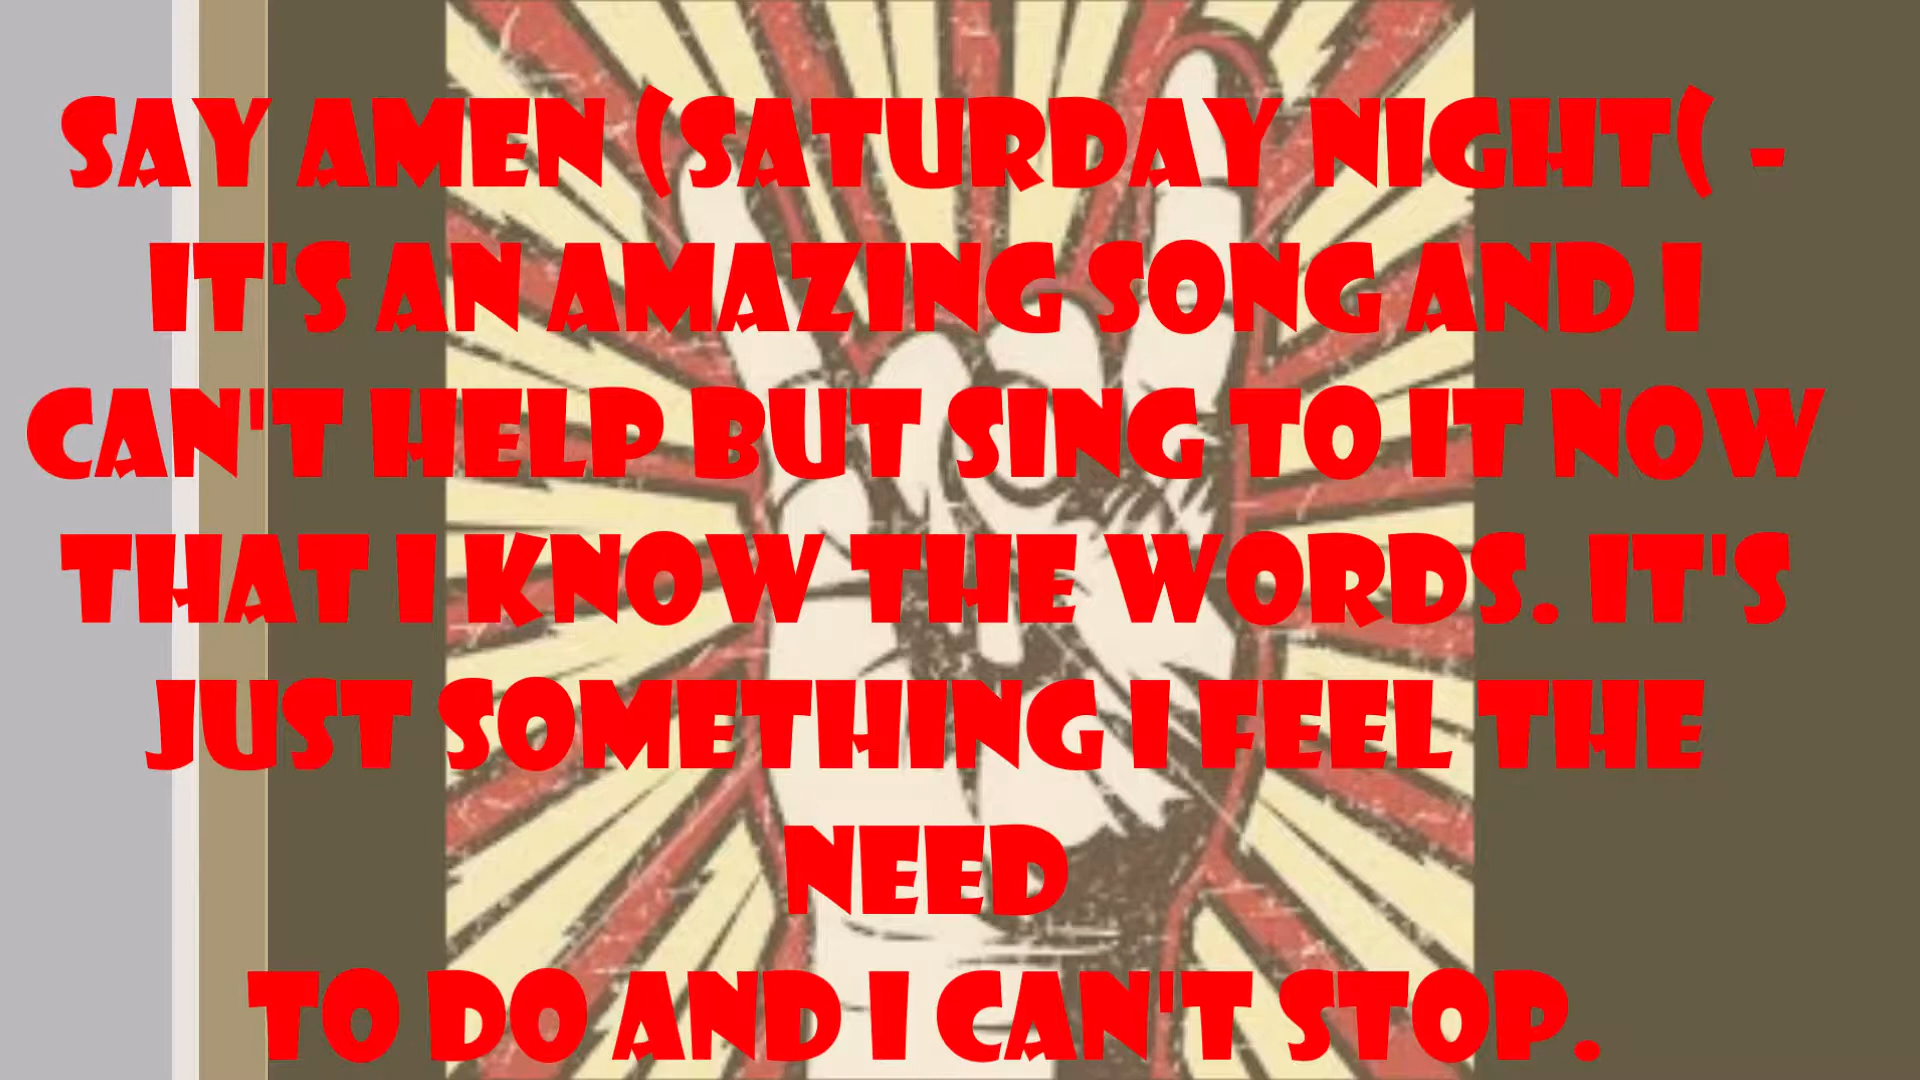 SAY AMEN (SATURDAY NIGHT( -
IT'S AN AMAZING SONG AND I
CAN'T HELP BUT SING TO IT NOW
THAT I KNOW THE WORDS. IT'S
JUST SOMETHING I FEEL THE
NEED
TO DO AND I CAN'T STOP.